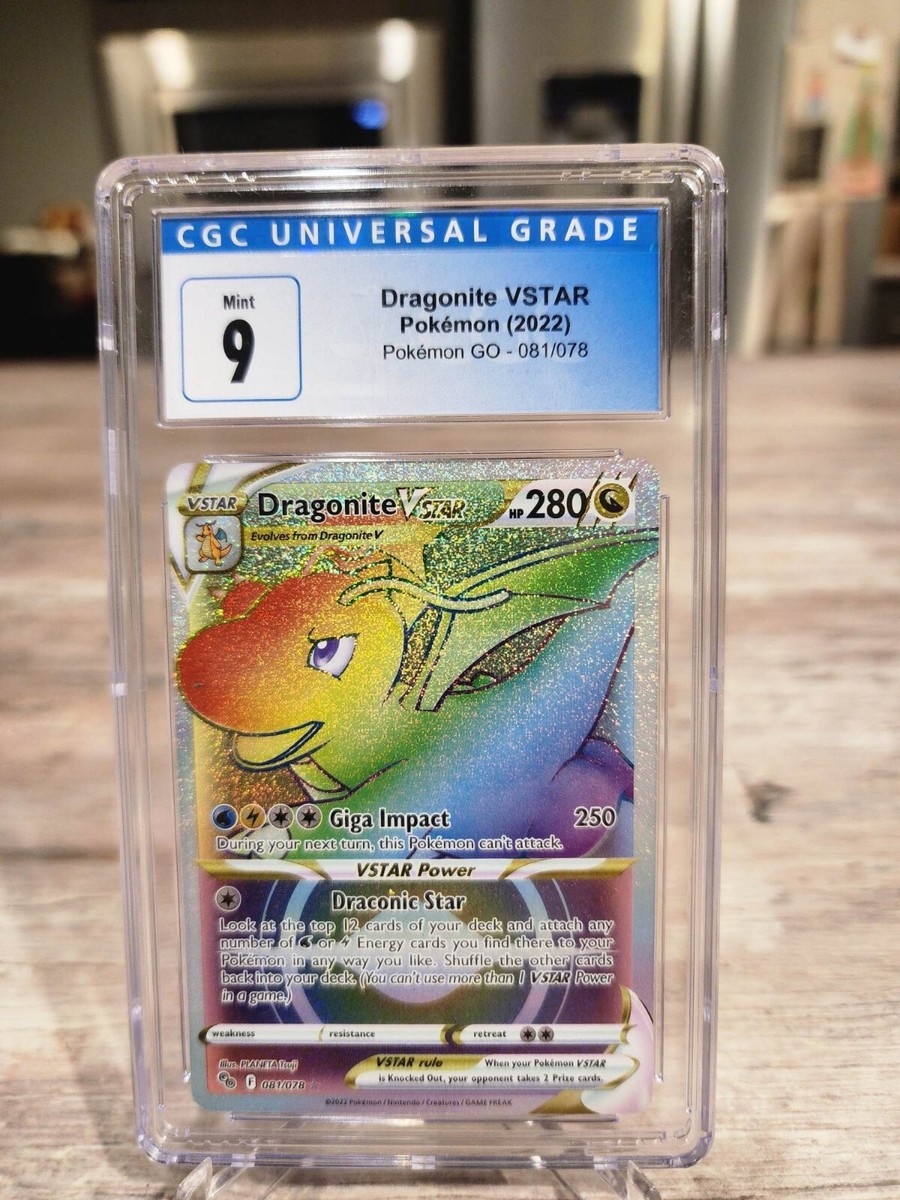 CGC UNIVERSAL GRADE
Mint
9
Dragonite VSTAR
Pokémon (2022)
Pokémon GO - 081/078
VSTAR
Dragonite VSTAR
HP 280
Evolves from Dragonite V
Giga Impact 250
During your next turn, this Pokémon can't attack.
VSTAR Power
Draconic Star
Look at the top 12 cards of your deck and attach any
number of or Energy cards you find there to your
Pokémon in any way you like. Shuffle the other cards
back into your deck. (You can't use more than 1 VSTAR Power
in a game.)
weakness resistance retreat
Illus. PLANETA Tsuji
VSTAR rule When your Pokémon VSTAR
is Knocked Out, your opponent takes 2 Prize cards.
F 081/078
©2022 Pokémon / Nintendo / Creatures / GAME FREAK